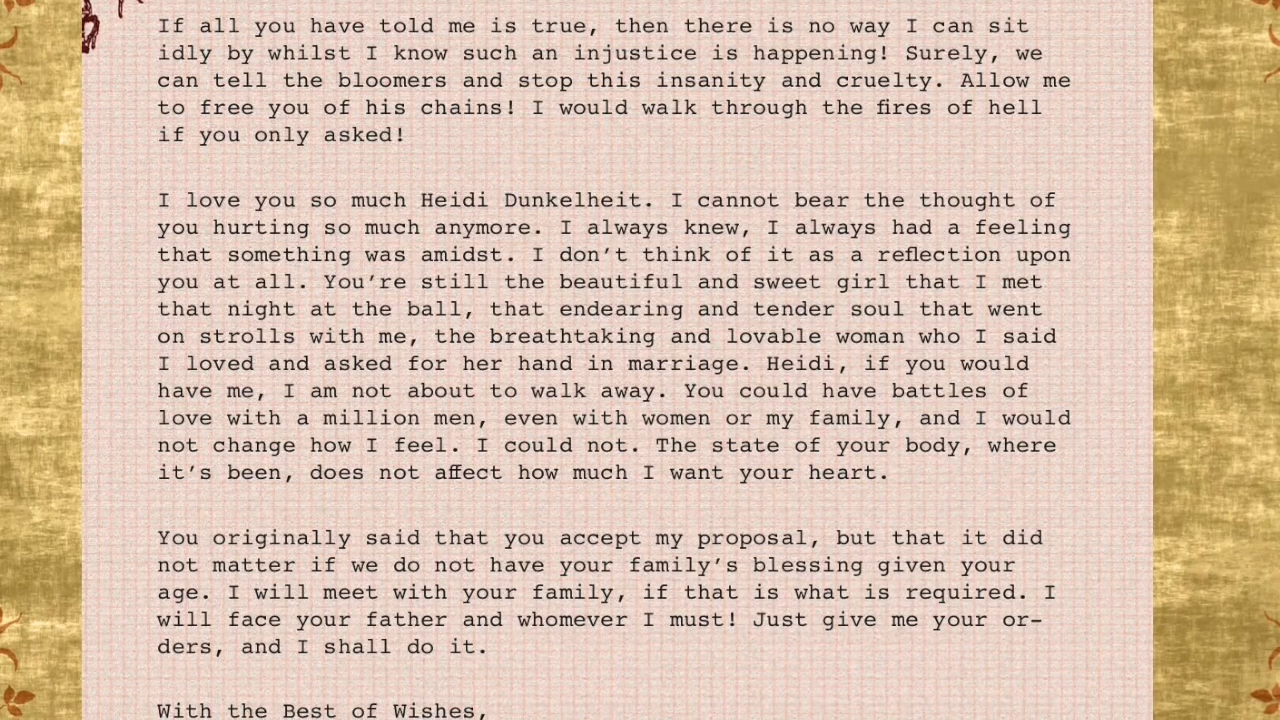 If all you have told me is true, then there is no way I can sit
idly by whilst I know such an injustice is happening! Surely, we
can tell the bloomers and stop this insanity and cruelty. Allow me
to free you of his chains! I would walk through the fires of hell
if you only asked!
I love you so much Heidi Dunkelheit. I cannot bear the thought of
you hurting so much anymore. I always knew, I always had a feeling
that something was amidst. I don’t think of it as a reflection upon
you at all. You’re still the beautiful and sweet girl that I met
that night at the ball, that endearing and tender soul that went
on strolls with me, the breathtaking and lovable woman who I said
I loved and asked for her hand in marriage. Heidi, if you would
have me, I am not about to walk away. You could have battles of
love with a million men, even with women or my family, and I would
not change how I feel. I could not. The state of your body, where
it’s been, does not affect how much I want your heart.
You originally said that you accept my proposal, but that it did
not matter if we do not have your family’s blessing given your
age. I will meet with your family, if that is what is required. I
will face your father and whomever I must! Just give me your or-
ders, and I shall do it.
With the Best of Wishes,